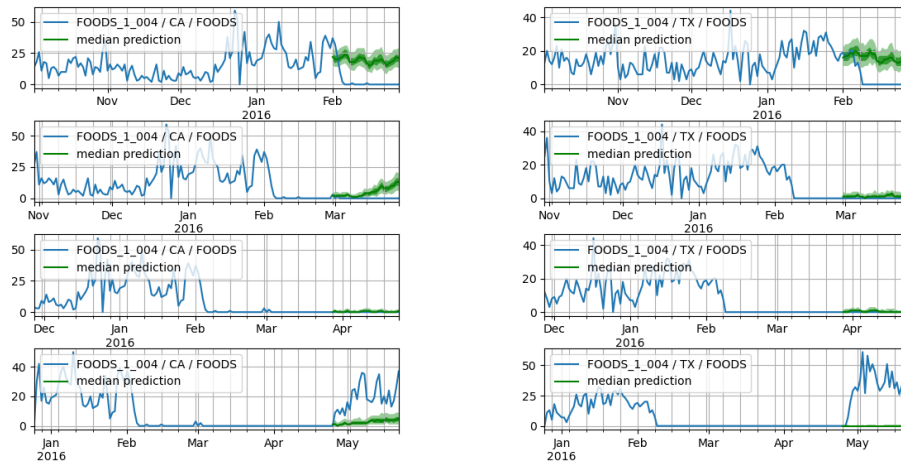 50
25
0
FOODS_1_004 / CA / FOODS
median prediction
Nov
Dec
Jan
Feb
2016
40
20
0
FOODS_1_004 / TX / FOODS
median prediction
Nov
Dec
Jan
Feb
2016
50
25
0
FOODS_1_004 / CA / FOODS
median prediction
Nov
Dec
Jan
Feb
Mar
2016
40
20
0
FOODS_1_004 / TX / FOODS
median prediction
Nov
Dec
Jan
Feb
Mar
2016
50
25
0
FOODS_1_004 / CA / FOODS
median prediction
Dec
Jan
Feb
Mar
Apr
2016
40
20
0
FOODS_1_004 / TX / FOODS
median prediction
Dec
Jan
Feb
Mar
Apr
2016
40
20
0
FOODS_1_004 / CA / FOODS
median prediction
Jan
Feb
Mar
Apr
May
2016
50
25
0
FOODS_1_004 / TX / FOODS
median prediction
Jan
Feb
Mar
Apr
May
2016